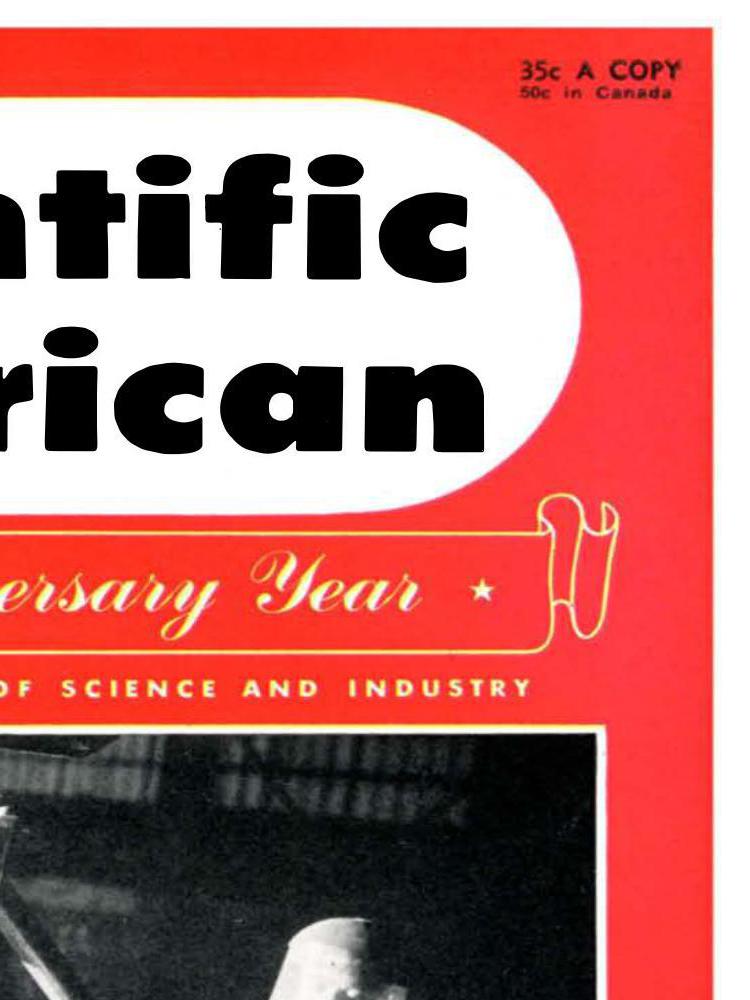 35c A COPY
50c in Canada
ntific
rican
ersary Year ★
OF SCIENCE AND INDUSTRY